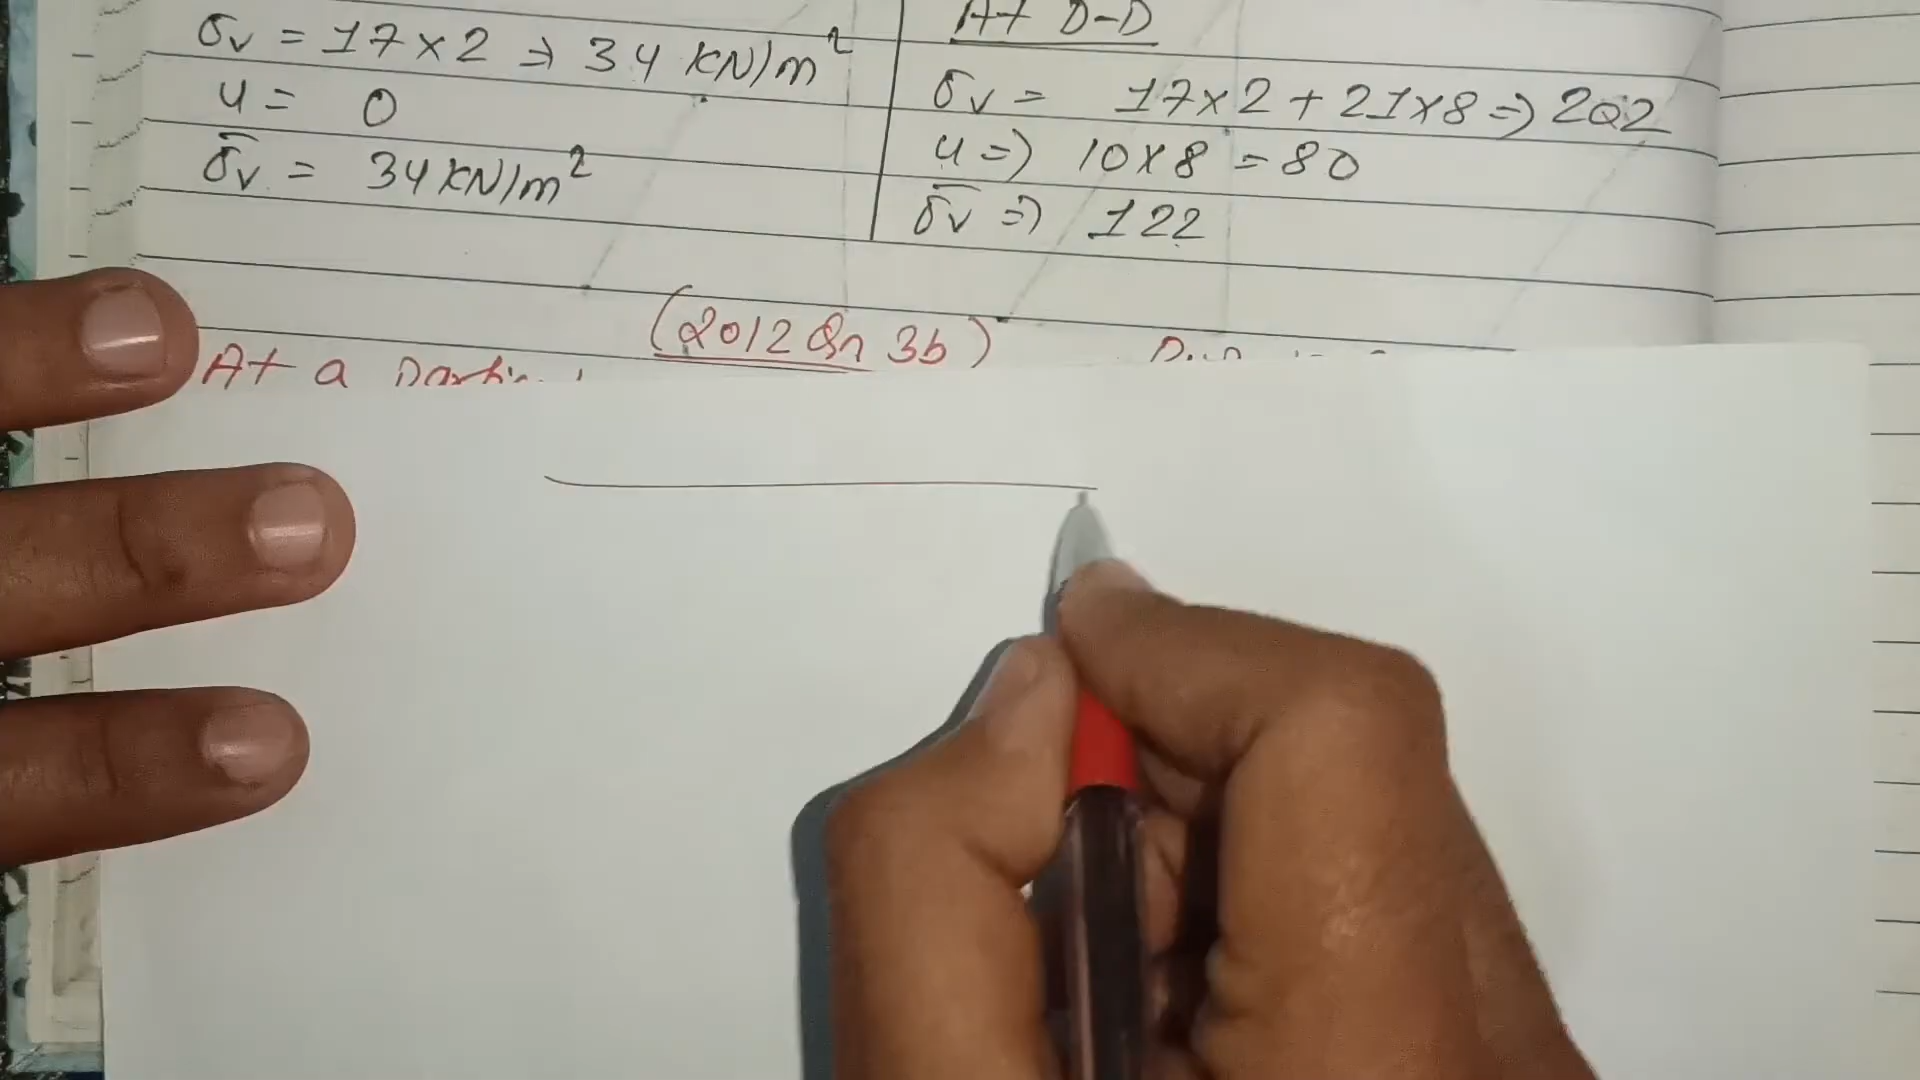 σv = 17×2 ⇒ 34 KN/m²
u = 0
σ̄v = 34 KN/m²
At D-D
σv = 17×2 + 21×8 ⇒ 202
u ⇒ 10×8 = 80
σ̄v ⇒ 122
(2012 Qn 3b)
At a